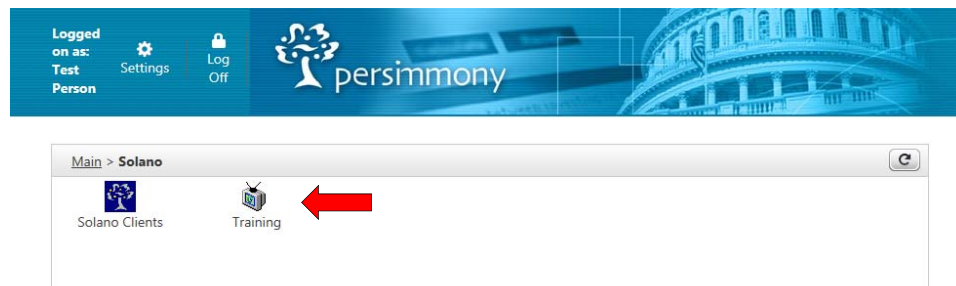 Logged
on as:
Test
Person
Settings
Log
Off
persimmony
Main > Solano
Solano Clients
Training